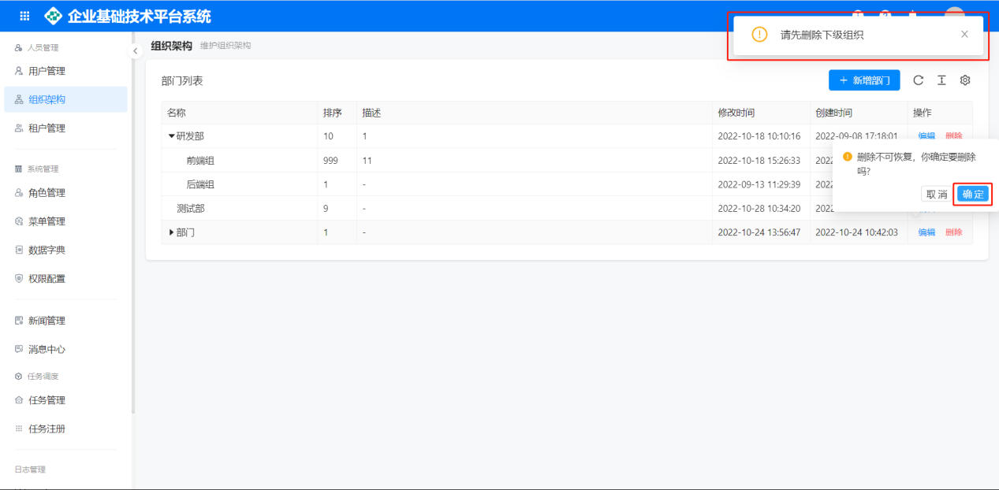 企业基础技术平台系统
请先删除下级组织
人员管理
用户管理
组织架构
租户管理
系统管理
角色管理
菜单管理
数据字典
权限配置
新闻管理
消息中心
任务调度
任务管理
任务注册
日志管理
组织架构 维护组织架构
部门列表
+ 新增部门
名称 排序 描述 修改时间 创建时间 操作
研发部 10 1 2022-10-18 10:10:16 2022-09-08 17:18:01 编辑 删除
前端组 999 11 2022-10-18 15:26:33 2022
后端组 1 - 2022-09-13 11:29:39 2022
测试部 9 - 2022-10-28 10:34:20 2022
部门 1 - 2022-10-24 13:56:47 2022-10-24 10:42:03 编辑 删除
删除不可恢复，你确定要删除
吗?
取消 确定